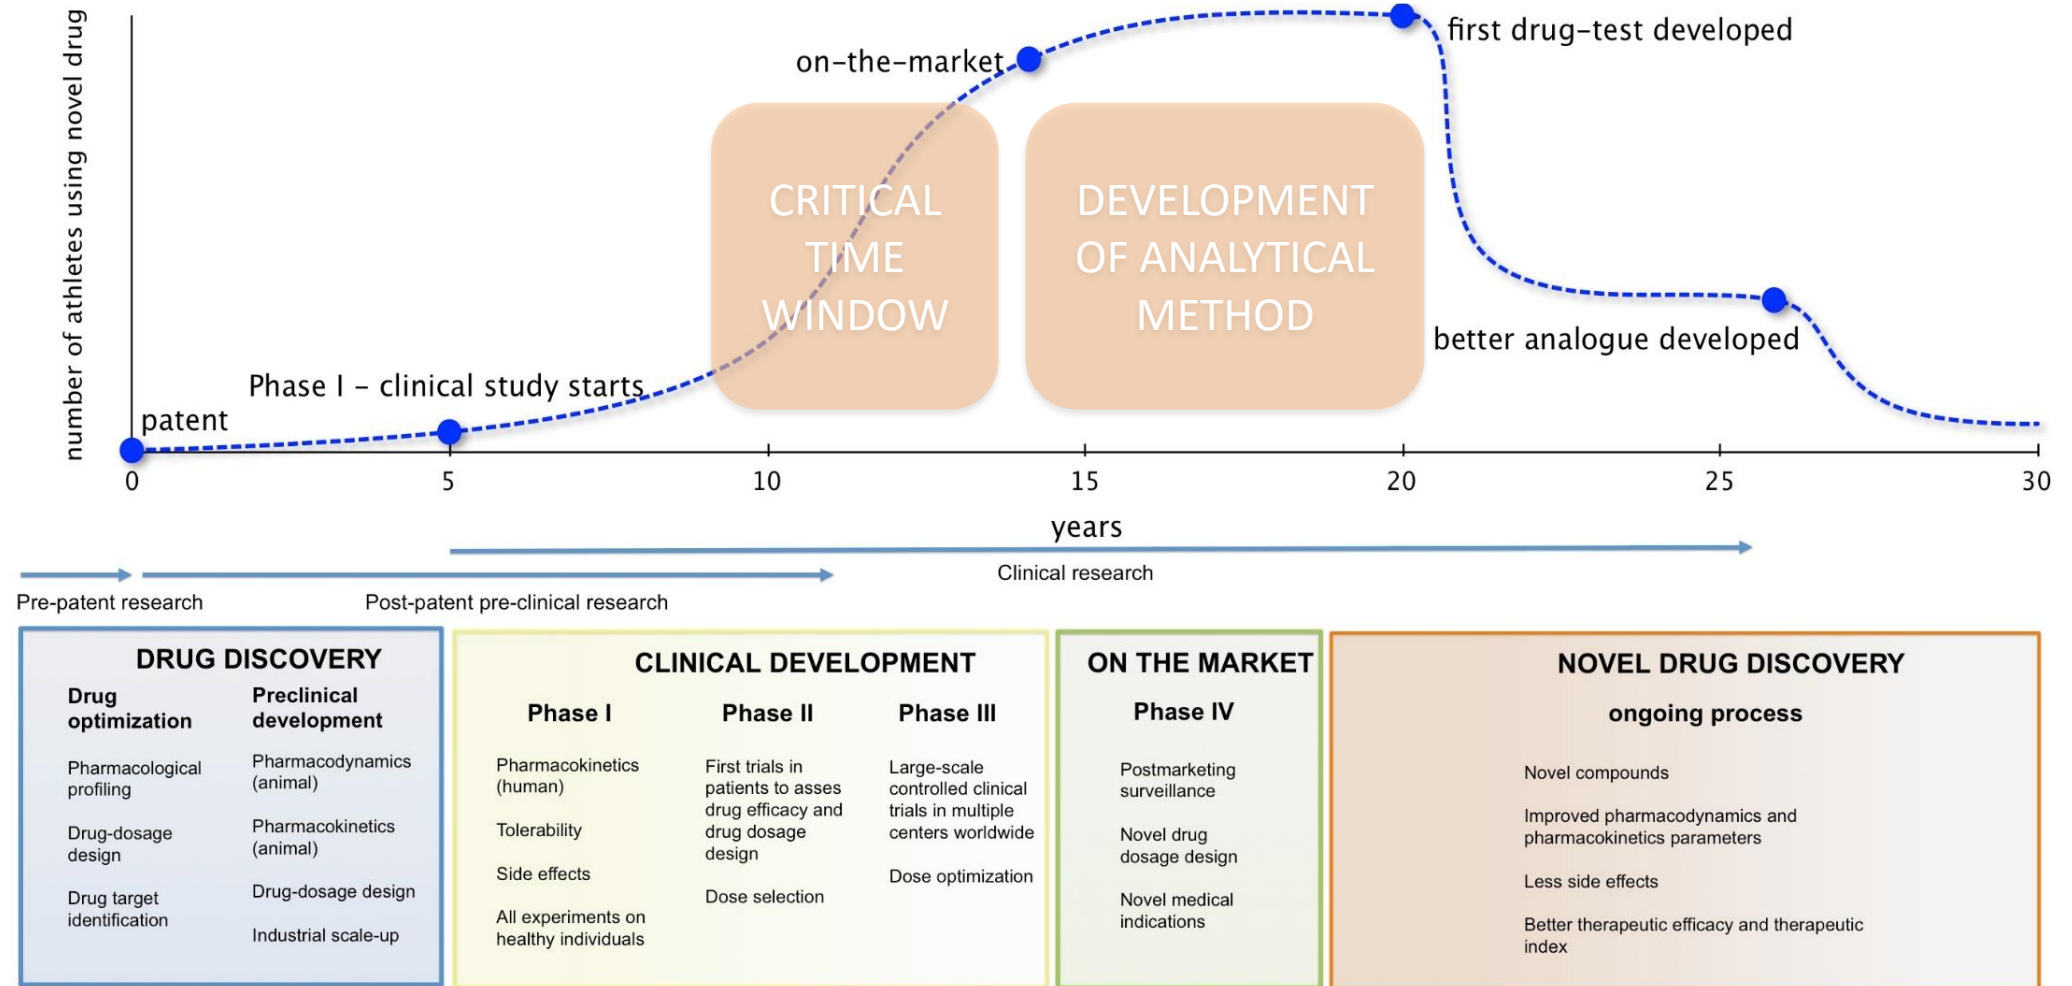 number of athletes using novel drug
patent
Phase I – clinical study starts
on-the-market
first drug-test developed
better analogue developed
CRITICAL
TIME
WINDOW
DEVELOPMENT
OF ANALYTICAL
METHOD
0
5
10
15
20
25
30
years
Clinical research
Pre-patent research
Post-patent pre-clinical research
DRUG DISCOVERY
Drug
optimization
Pharmacological
profiling
Drug-dosage
design
Drug target
identification
Preclinical
development
Pharmacodynamics
(animal)
Pharmacokinetics
(animal)
Drug-dosage design
Industrial scale-up
CLINICAL DEVELOPMENT
Phase I
Pharmacokinetics
(human)
Tolerability
Side effects
All experiments on
healthy individuals
Phase II
First trials in
patients to asses
drug efficacy and
drug dosage
design
Dose selection
Phase III
Large-scale
controlled clinical
trials in multiple
centers worldwide
Dose optimization
ON THE MARKET
Phase IV
Postmarketing
surveillance
Novel drug
dosage design
Novel medical
indications
NOVEL DRUG DISCOVERY
ongoing process
Novel compounds
Improved pharmacodynamics and
pharmacokinetics parameters
Less side effects
Better therapeutic efficacy and therapeutic
index